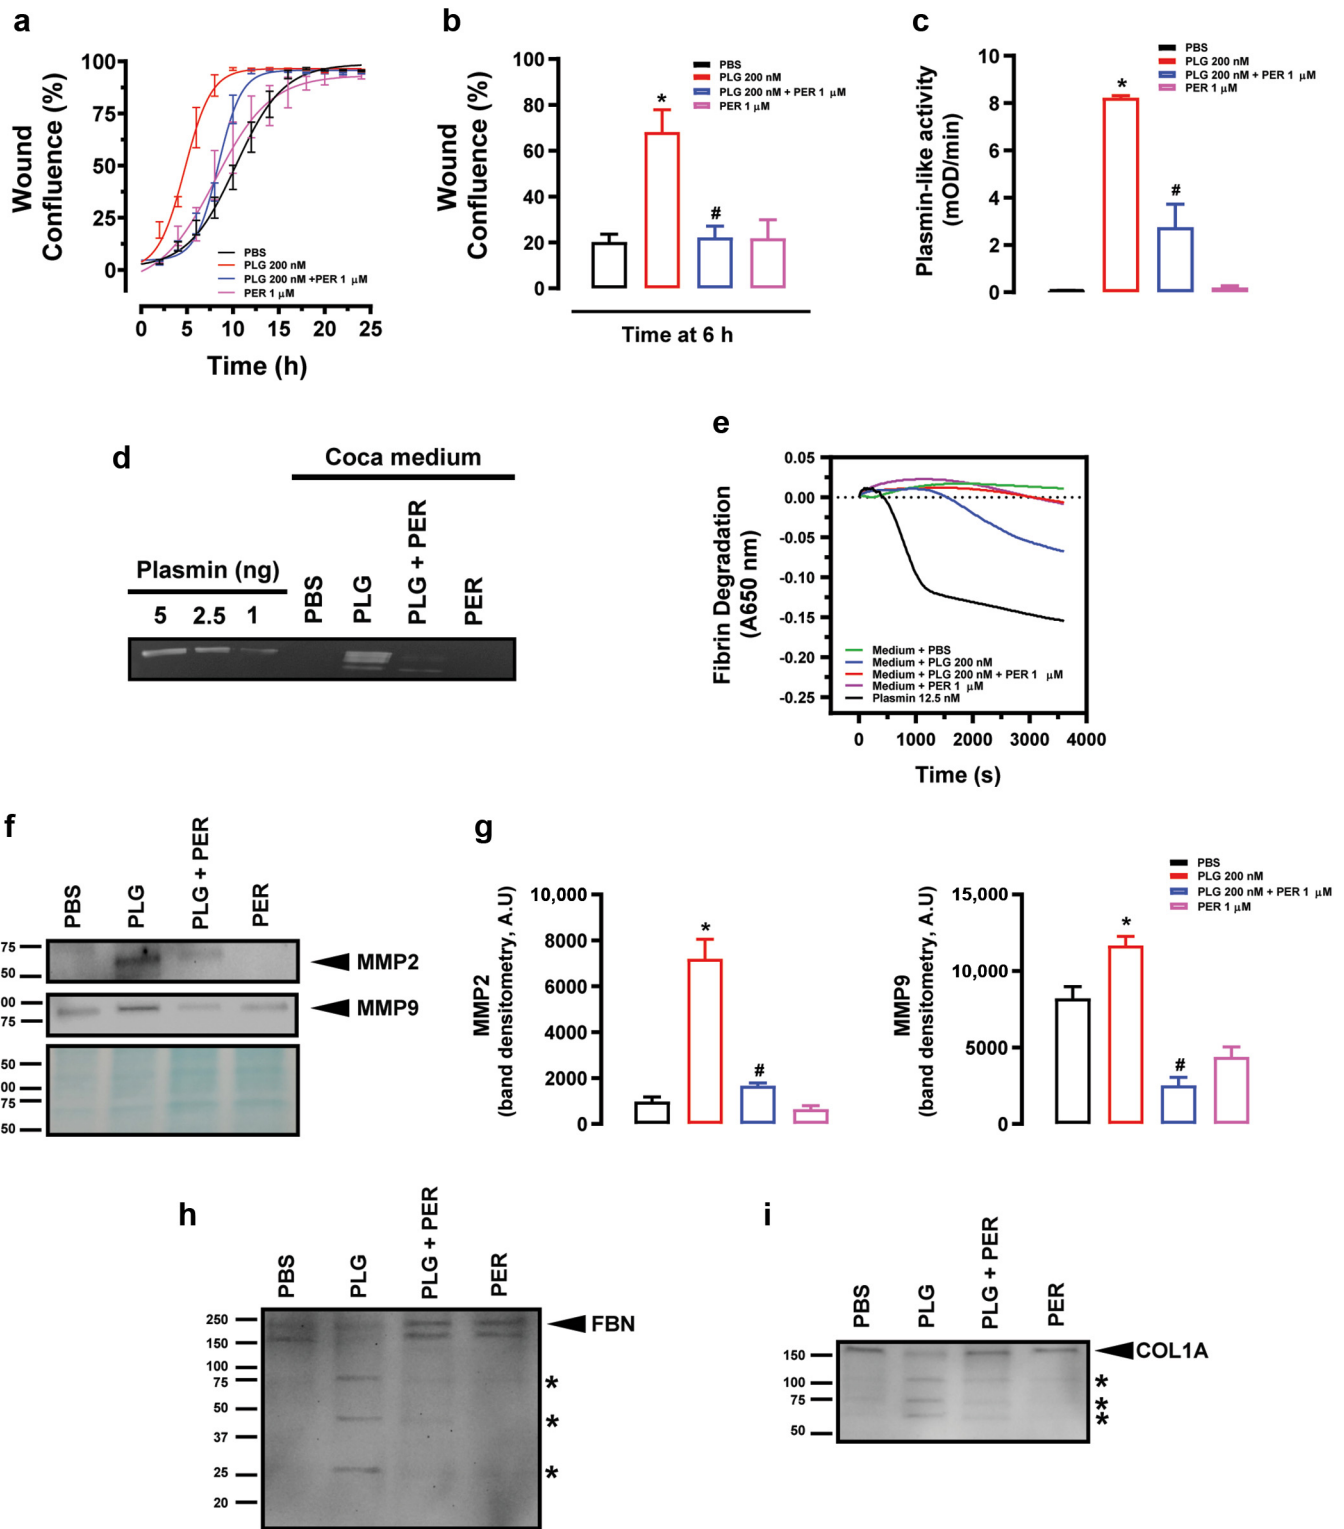 a
100
75
50
25
0
Wound
Confluence (%)
PBS
PLG 200 nM
PLG 200 nM +PER 1 μM
PER 1 μM
0 5 10 15 20 25
Time (h)
b
100
80
60
40
20
0
Wound
Confluence (%)
*
#
PBS
PLG 200 nM
PLG 200 nM + PER 1 μM
PER 1 μM
Time at 6 h
c
10
8
6
4
2
0
Plasmin-like activity
(mOD/min)
*
#
PBS
PLG 200 nM
PLG 200 nM + PER 1 μM
PER 1 μM
d
Coca medium
Plasmin (ng)
5 2.5 1
PBS
PLG
PLG + PER
PER
e
0.05
0.00
-0.05
-0.10
-0.15
-0.20
-0.25
Fibrin Degradation
(A650 nm)
Medium + PBS
Medium + PLG 200 nM
Medium + PLG 200 nM + PER 1 μM
Medium + PER 1 μM
Plasmin 12.5 nM
0 1000 2000 3000 4000
Time (s)
f
PBS
PLG
PLG + PER
PER
75
50
MMP2
00
75
MMP9
50
00
75
50
g
10,000
8000
6000
4000
2000
0
MMP2
(band densitometry, A.U)
*
#
15,000
10,000
5000
0
MMP9
(band densitometry, A.U)
*
#
PBS
PLG 200 nM
PLG 200 nM + PER 1 μM
PER 1 μM
h
PBS
PLG
PLG + PER
PER
250
150
100
75
50
37
25
20
FBN
*
*
*
i
PBS
PLG
PLG + PER
PER
150
100
75
50
COL1A
*
*
*